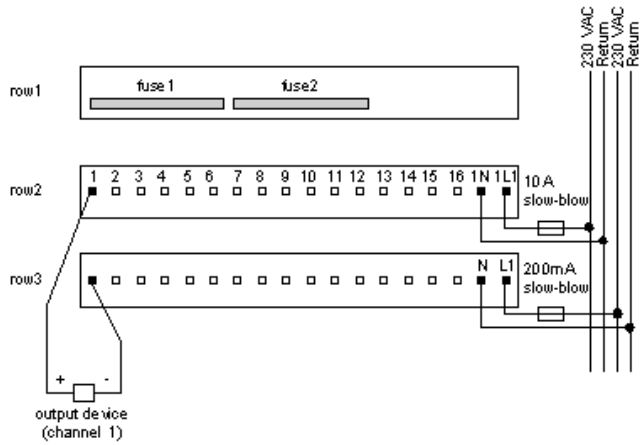 230 VAC
Return
230 VAC
Return
row1
fuse1 fuse2
row2
1 2 3 4 5 6 7 8 9 10 11 12 13 14 15 16 1N 1L1
10A
slow-blow
row3
N L1
200mA
slow-blow
+ -
output device
(channel 1)